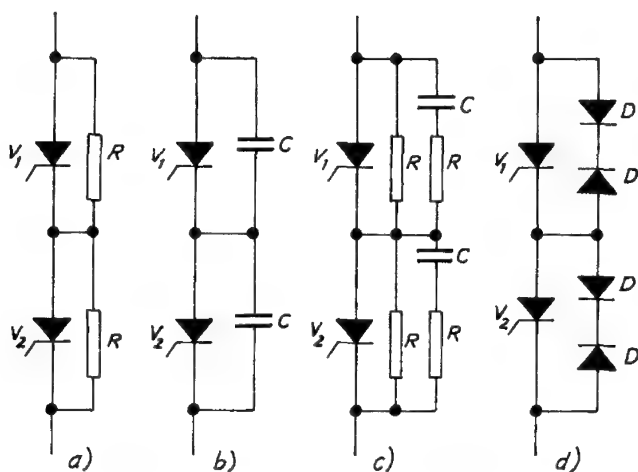 V₁ R
V₂ R
a)
V₁ C
V₂ C
b)
C
V₁ R R
C
V₂ R R
c)
D
V₁ D
D
V₂ D
d)